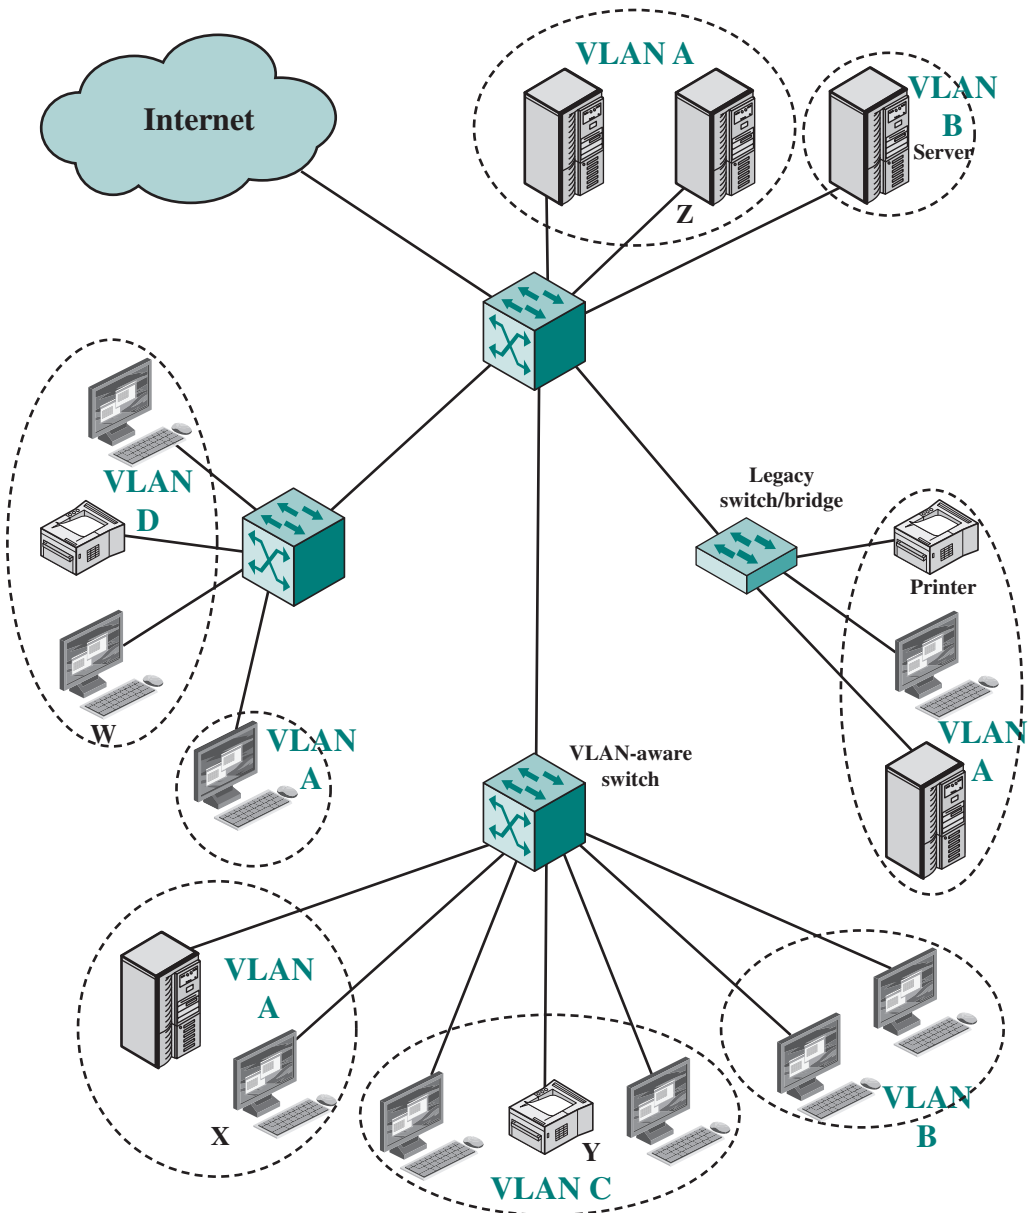 VLAN A
Internet
VLAN
B
Server
Z
Legacy
switch/bridge
VLAN
D
Printer
W
VLAN
A
VLAN-aware
switch
VLAN
A
VLAN
A
X
Y
VLAN C
VLAN
B